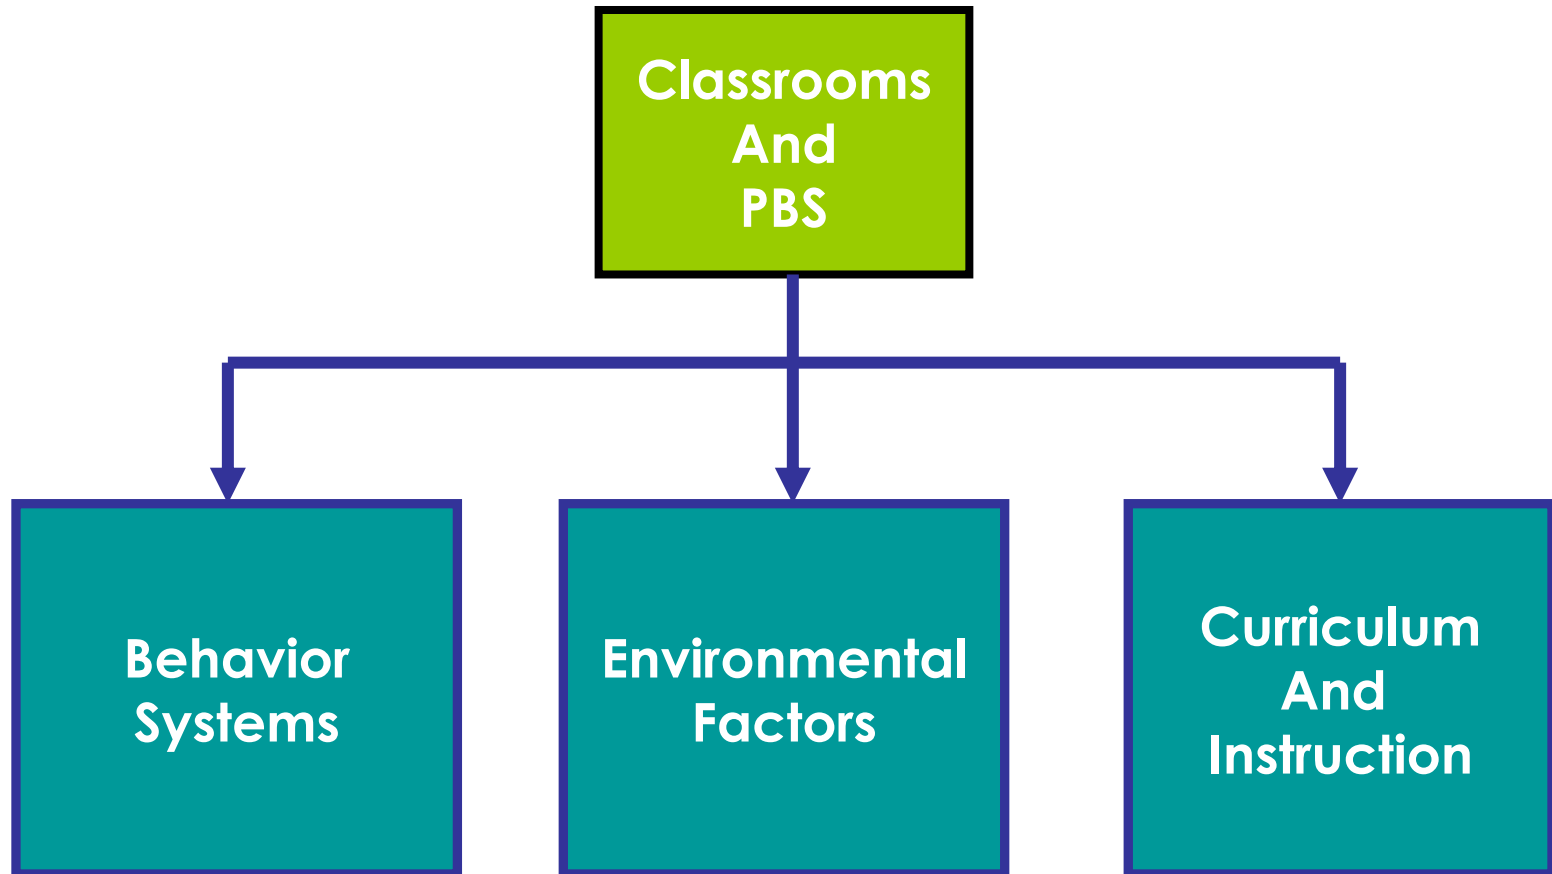 Classrooms
And
PBS
Behavior
Systems
Environmental
Factors
Curriculum
And
Instruction